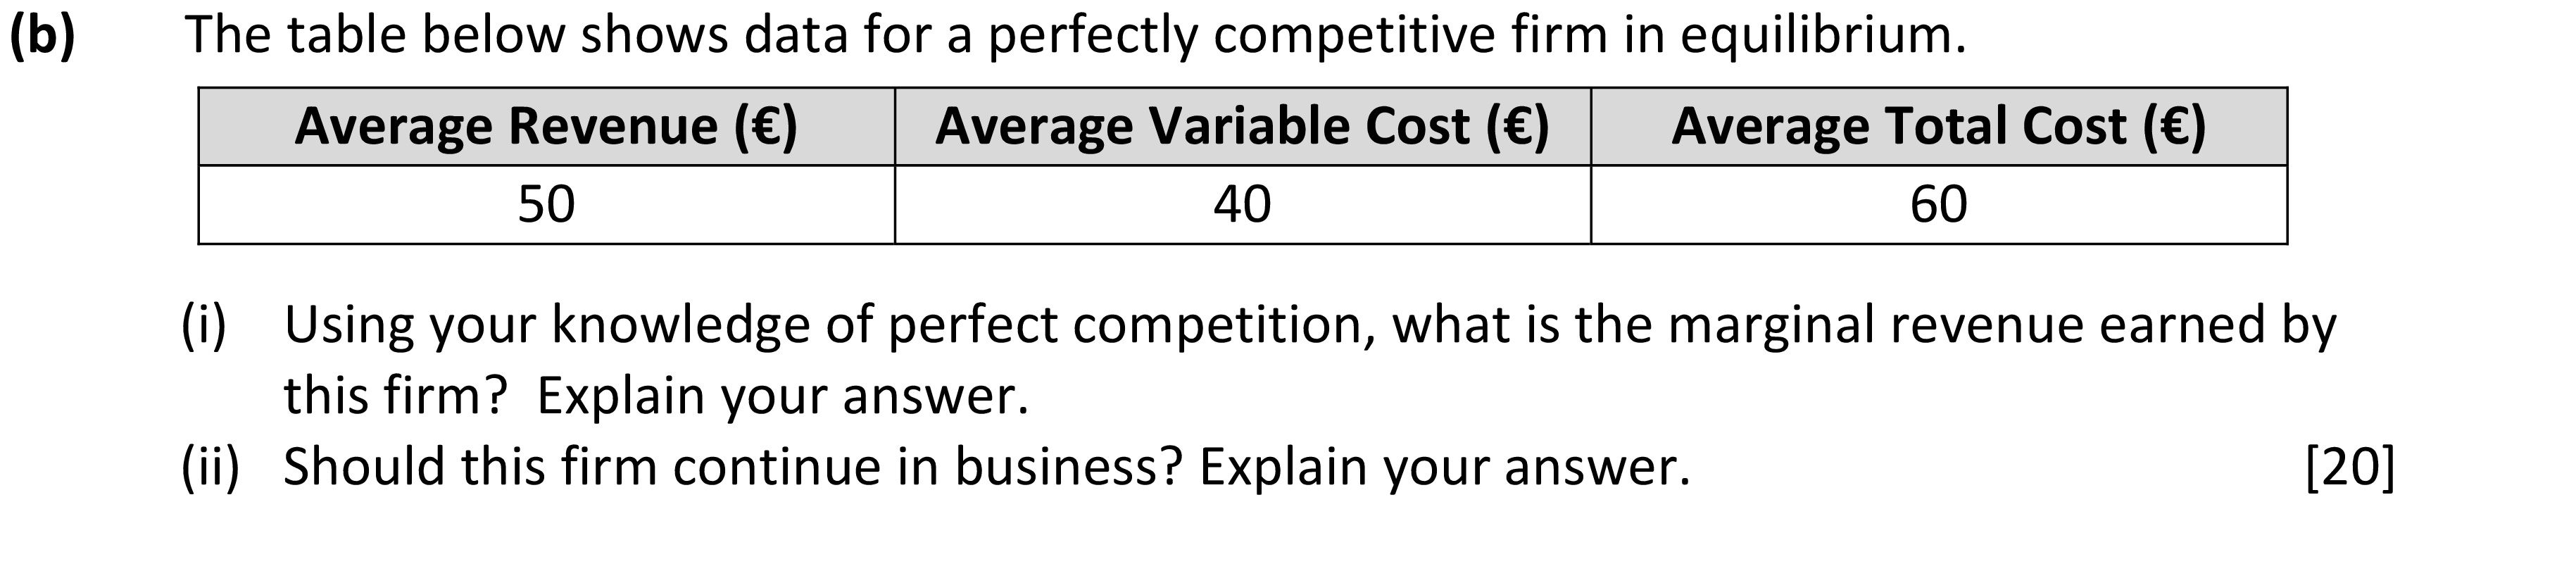 (b) The table below shows data for a perfectly competitive firm in equilibrium.
Average Revenue (€) Average Variable Cost (€) Average Total Cost (€)
50 40 60
(i) Using your knowledge of perfect competition, what is the marginal revenue earned by
this firm? Explain your answer.
(ii) Should this firm continue in business? Explain your answer. [20]